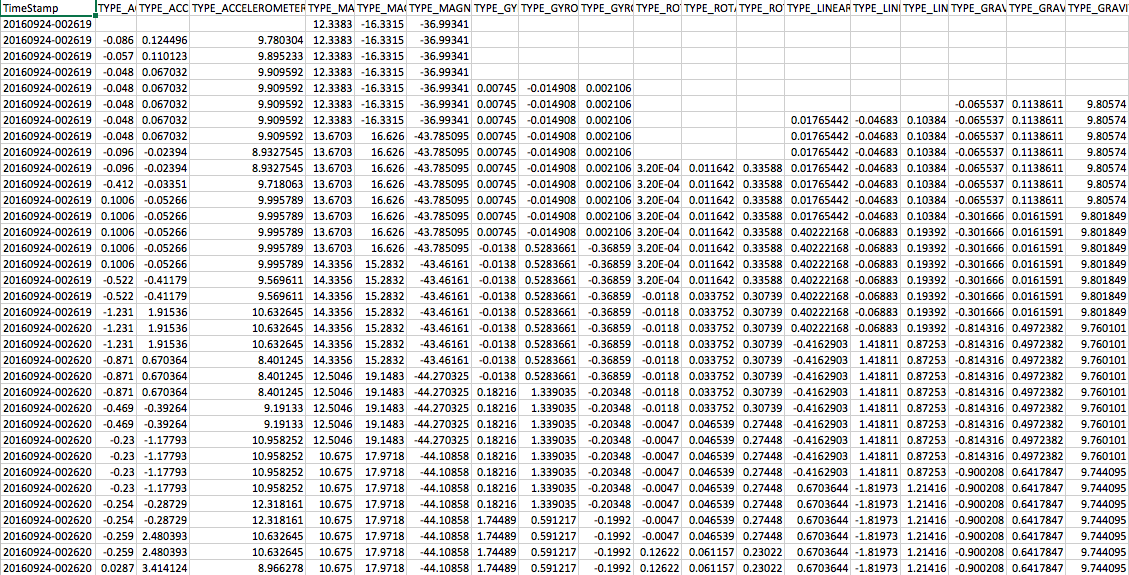 TimeStamp TYPE_A TYPE_ACC TYPE_ACCELEROMETER TYPE_MA TYPE_MA TYPE_MAGN TYPE_GY TYPE_GYRO TYPE_GYR TYPE_RO TYPE_ROT TYPE_RO TYPE_LINEAR TYPE_LIN TYPE_LIN TYPE_GRAV TYPE_GRAV TYPE_GRAVI
20160924-002619 12.3383 -16.3315 -36.99341
20160924-002619 -0.086 0.124496 9.780304 12.3383 -16.3315 -36.99341
20160924-002619 -0.057 0.110123 9.895233 12.3383 -16.3315 -36.99341
20160924-002619 -0.048 0.067032 9.909592 12.3383 -16.3315 -36.99341
20160924-002619 -0.048 0.067032 9.909592 12.3383 -16.3315 -36.99341 0.00745 -0.014908 0.002106
20160924-002619 -0.048 0.067032 9.909592 12.3383 -16.3315 -36.99341 0.00745 -0.014908 0.002106 -0.065537 0.1138611 9.80574
20160924-002619 -0.048 0.067032 9.909592 12.3383 -16.3315 -36.99341 0.00745 -0.014908 0.002106 0.01765442 -0.04683 0.10384 -0.065537 0.1138611 9.80574
20160924-002619 -0.048 0.067032 9.909592 13.6703 16.626 -43.785095 0.00745 -0.014908 0.002106 0.01765442 -0.04683 0.10384 -0.065537 0.1138611 9.80574
20160924-002619 -0.096 -0.02394 8.9327545 13.6703 16.626 -43.785095 0.00745 -0.014908 0.002106 0.01765442 -0.04683 0.10384 -0.065537 0.1138611 9.80574
20160924-002619 -0.096 -0.02394 8.9327545 13.6703 16.626 -43.785095 0.00745 -0.014908 0.002106 3.20E-04 0.011642 0.33588 0.01765442 -0.04683 0.10384 -0.065537 0.1138611 9.80574
20160924-002619 -0.412 -0.03351 9.718063 13.6703 16.626 -43.785095 0.00745 -0.014908 0.002106 3.20E-04 0.011642 0.33588 0.01765442 -0.04683 0.10384 -0.065537 0.1138611 9.80574
20160924-002619 0.1006 -0.05266 9.995789 13.6703 16.626 -43.785095 0.00745 -0.014908 0.002106 3.20E-04 0.011642 0.33588 0.01765442 -0.04683 0.10384 -0.065537 0.1138611 9.80574
20160924-002619 0.1006 -0.05266 9.995789 13.6703 16.626 -43.785095 0.00745 -0.014908 0.002106 3.20E-04 0.011642 0.33588 0.01765442 -0.04683 0.10384 -0.301666 0.0161591 9.801849
20160924-002619 0.1006 -0.05266 9.995789 13.6703 16.626 -43.785095 0.00745 -0.014908 0.002106 3.20E-04 0.011642 0.33588 0.40222168 -0.06883 0.19392 -0.301666 0.0161591 9.801849
20160924-002619 0.1006 -0.05266 9.995789 13.6703 16.626 -43.785095 -0.0138 0.5283661 -0.36859 3.20E-04 0.011642 0.33588 0.40222168 -0.06883 0.19392 -0.301666 0.0161591 9.801849
20160924-002619 0.1006 -0.05266 9.995789 14.3356 15.2832 -43.46161 -0.0138 0.5283661 -0.36859 3.20E-04 0.011642 0.33588 0.40222168 -0.06883 0.19392 -0.301666 0.0161591 9.801849
20160924-002619 -0.522 -0.41179 9.569611 14.3356 15.2832 -43.46161 -0.0138 0.5283661 -0.36859 3.20E-04 0.011642 0.33588 0.40222168 -0.06883 0.19392 -0.301666 0.0161591 9.801849
20160924-002619 -0.522 -0.41179 9.569611 14.3356 15.2832 -43.46161 -0.0138 0.5283661 -0.36859 -0.0118 0.033752 0.30739 0.40222168 -0.06883 0.19392 -0.301666 0.0161591 9.801849
20160924-002619 -1.231 1.91536 10.632645 14.3356 15.2832 -43.46161 -0.0138 0.5283661 -0.36859 -0.0118 0.033752 0.30739 0.40222168 -0.06883 0.19392 -0.301666 0.0161591 9.801849
20160924-002620 -1.231 1.91536 10.632645 14.3356 15.2832 -43.46161 -0.0138 0.5283661 -0.36859 -0.0118 0.033752 0.30739 0.40222168 -0.06883 0.19392 -0.814316 0.4972382 9.760101
20160924-002620 -1.231 1.91536 10.632645 14.3356 15.2832 -43.46161 -0.0138 0.5283661 -0.36859 -0.0118 0.033752 0.30739 -0.4162903 1.41811 0.87253 -0.814316 0.4972382 9.760101
20160924-002620 -0.871 0.670364 8.401245 14.3356 15.2832 -43.46161 -0.0138 0.5283661 -0.36859 -0.0118 0.033752 0.30739 -0.4162903 1.41811 0.87253 -0.814316 0.4972382 9.760101
20160924-002620 -0.871 0.670364 8.401245 12.5046 19.1483 -44.270325 -0.0138 0.5283661 -0.36859 -0.0118 0.033752 0.30739 -0.4162903 1.41811 0.87253 -0.814316 0.4972382 9.760101
20160924-002620 -0.871 0.670364 8.401245 12.5046 19.1483 -44.270325 0.18216 1.339035 -0.20348 -0.0118 0.033752 0.30739 -0.4162903 1.41811 0.87253 -0.814316 0.4972382 9.760101
20160924-002620 -0.469 -0.39264 9.19133 12.5046 19.1483 -44.270325 0.18216 1.339035 -0.20348 -0.0118 0.033752 0.30739 -0.4162903 1.41811 0.87253 -0.814316 0.4972382 9.760101
20160924-002620 -0.469 -0.39264 9.19133 12.5046 19.1483 -44.270325 0.18216 1.339035 -0.20348 -0.0047 0.046539 0.27448 -0.4162903 1.41811 0.87253 -0.814316 0.4972382 9.760101
20160924-002620 -0.23 -1.17793 10.958252 12.5046 19.1483 -44.270325 0.18216 1.339035 -0.20348 -0.0047 0.046539 0.27448 -0.4162903 1.41811 0.87253 -0.814316 0.4972382 9.760101
20160924-002620 -0.23 -1.17793 10.958252 10.675 17.9718 -44.10858 0.18216 1.339035 -0.20348 -0.0047 0.046539 0.27448 -0.4162903 1.41811 0.87253 -0.814316 0.4972382 9.760101
20160924-002620 -0.23 -1.17793 10.958252 10.675 17.9718 -44.10858 0.18216 1.339035 -0.20348 -0.0047 0.046539 0.27448 -0.4162903 1.41811 0.87253 -0.900208 0.6417847 9.744095
20160924-002620 -0.23 -1.17793 10.958252 10.675 17.9718 -44.10858 0.18216 1.339035 -0.20348 -0.0047 0.046539 0.27448 0.6703644 -1.81973 1.21416 -0.900208 0.6417847 9.744095
20160924-002620 -0.254 -0.28729 12.318161 10.675 17.9718 -44.10858 0.18216 1.339035 -0.20348 -0.0047 0.046539 0.27448 0.6703644 -1.81973 1.21416 -0.900208 0.6417847 9.744095
20160924-002620 -0.254 -0.28729 12.318161 10.675 17.9718 -44.10858 1.74489 0.591217 -0.1992 -0.0047 0.046539 0.27448 0.6703644 -1.81973 1.21416 -0.900208 0.6417847 9.744095
20160924-002620 -0.259 2.480393 10.632645 10.675 17.9718 -44.10858 1.74489 0.591217 -0.1992 -0.0047 0.046539 0.27448 0.6703644 -1.81973 1.21416 -0.900208 0.6417847 9.744095
20160924-002620 -0.259 2.480393 10.632645 10.675 17.9718 -44.10858 1.74489 0.591217 -0.1992 0.12622 0.061157 0.23022 0.6703644 -1.81973 1.21416 -0.900208 0.6417847 9.744095
20160924-002620 0.0287 3.414124 8.966278 10.675 17.9718 -44.10858 1.74489 0.591217 -0.1992 0.12622 0.061157 0.23022 0.6703644 -1.81973 1.21416 -0.900208 0.6417847 9.744095